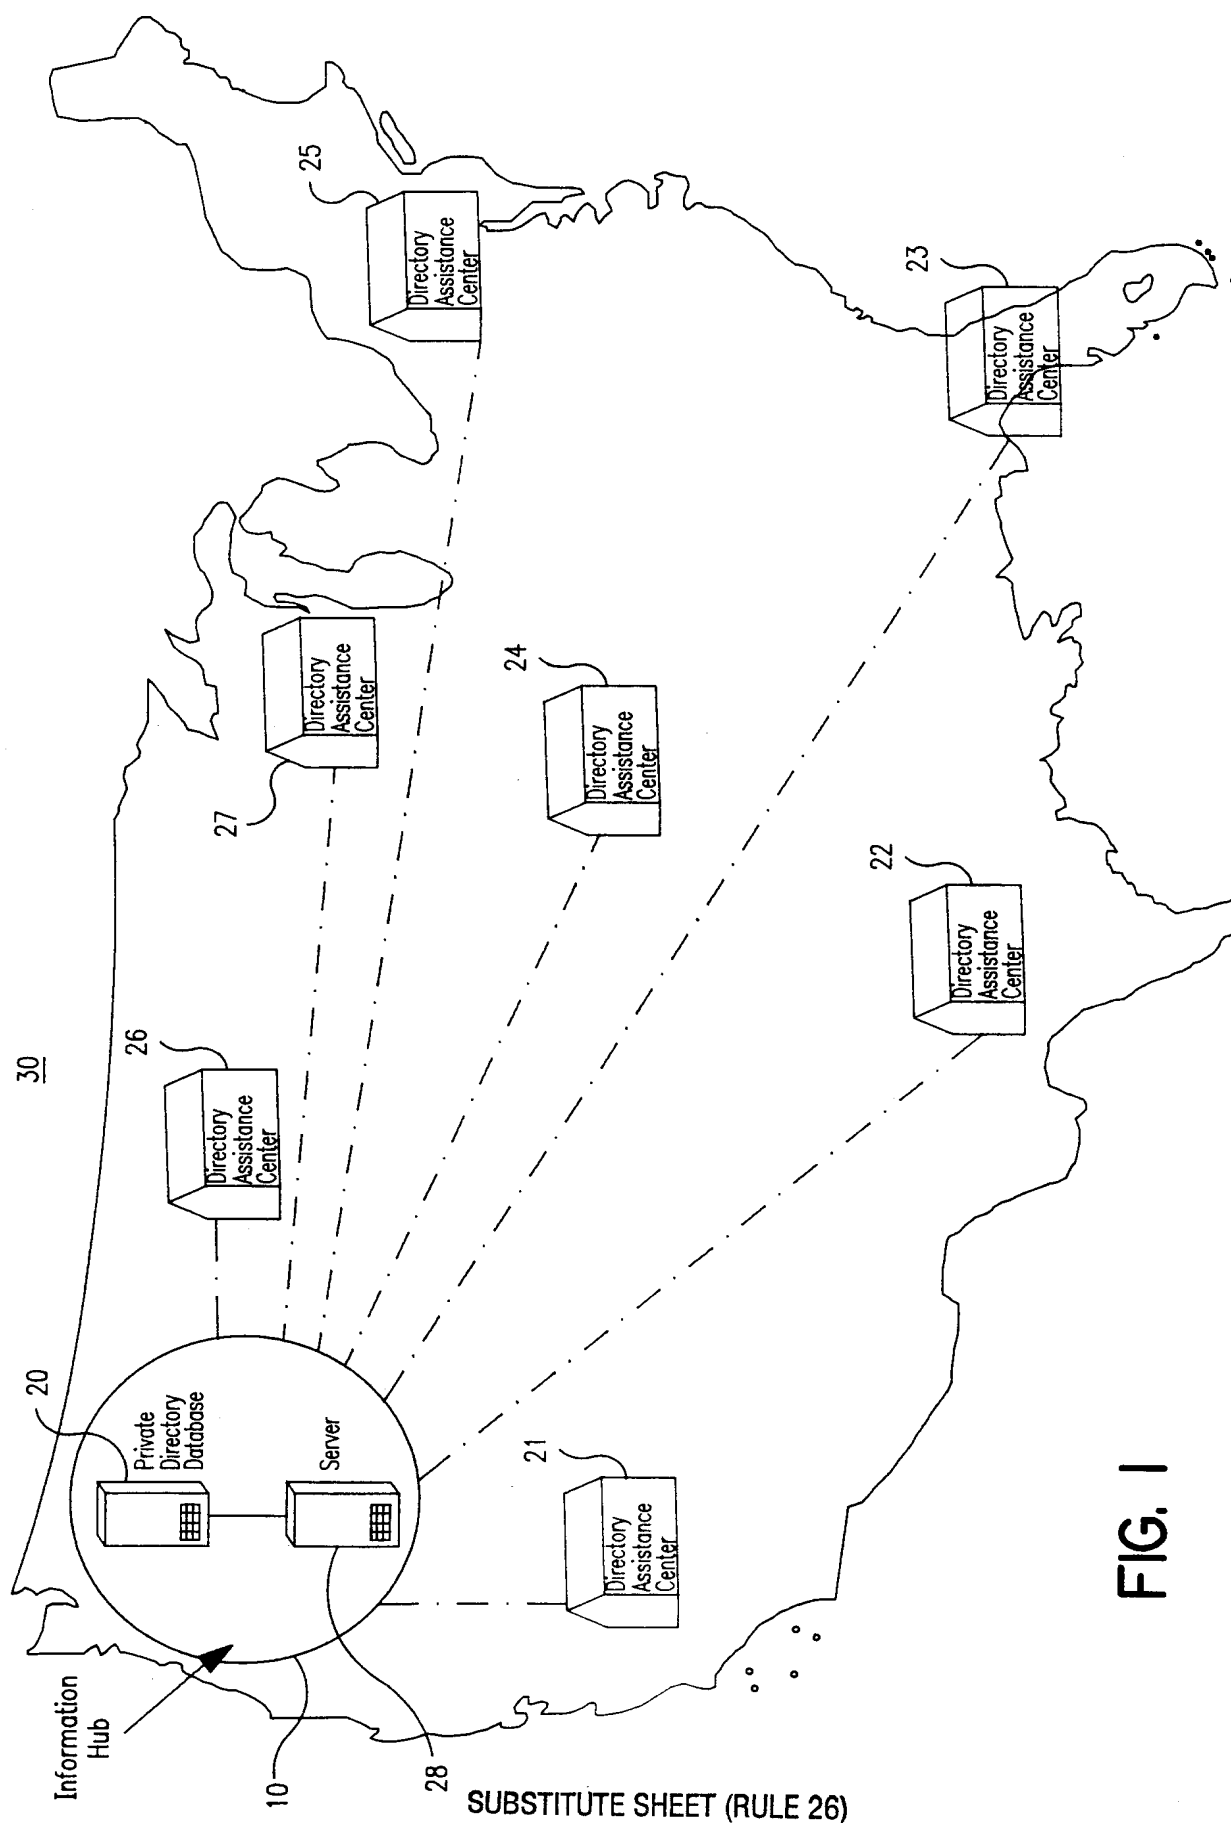 30
Information
Hub
10
20
Private
Directory
Database
Server
28
26
Directory
Assistance
Center
27
Directory
Assistance
Center
25
Directory
Assistance
Center
24
Directory
Assistance
Center
21
Directory
Assistance
Center
22
Directory
Assistance
Center
23
Directory
Assistance
Center
FIG. 1
SUBSTITUTE SHEET (RULE 26)